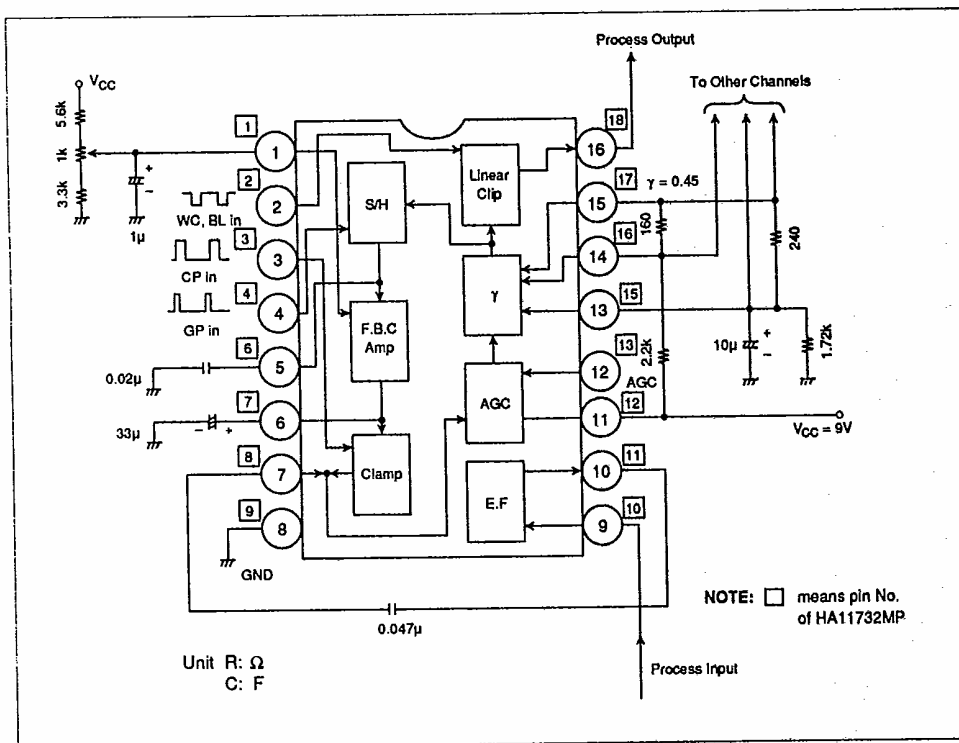 Process Output
To Other Channels
V_CC
5.6k
1k
3.3k
+
−
1μ
1
1
2
2
WC, BL in
3
3
CP in
4
4
GP in
6
5
0.02μ
7
6
33μ
− +
8
7
9
8
GND
S/H
F.B.C
Amp
Clamp
Linear
Clip
γ
AGC
E.F
18
16
17
γ = 0.45
15
160
240
16
14
15
13
10μ
+
−
1.72k
2.2k
13
12
AGC
12
11
V_CC = 9V
11
10
10
9
0.047μ
NOTE: □ means pin No.
of HA11732MP
Process Input
Unit R: Ω
C: F